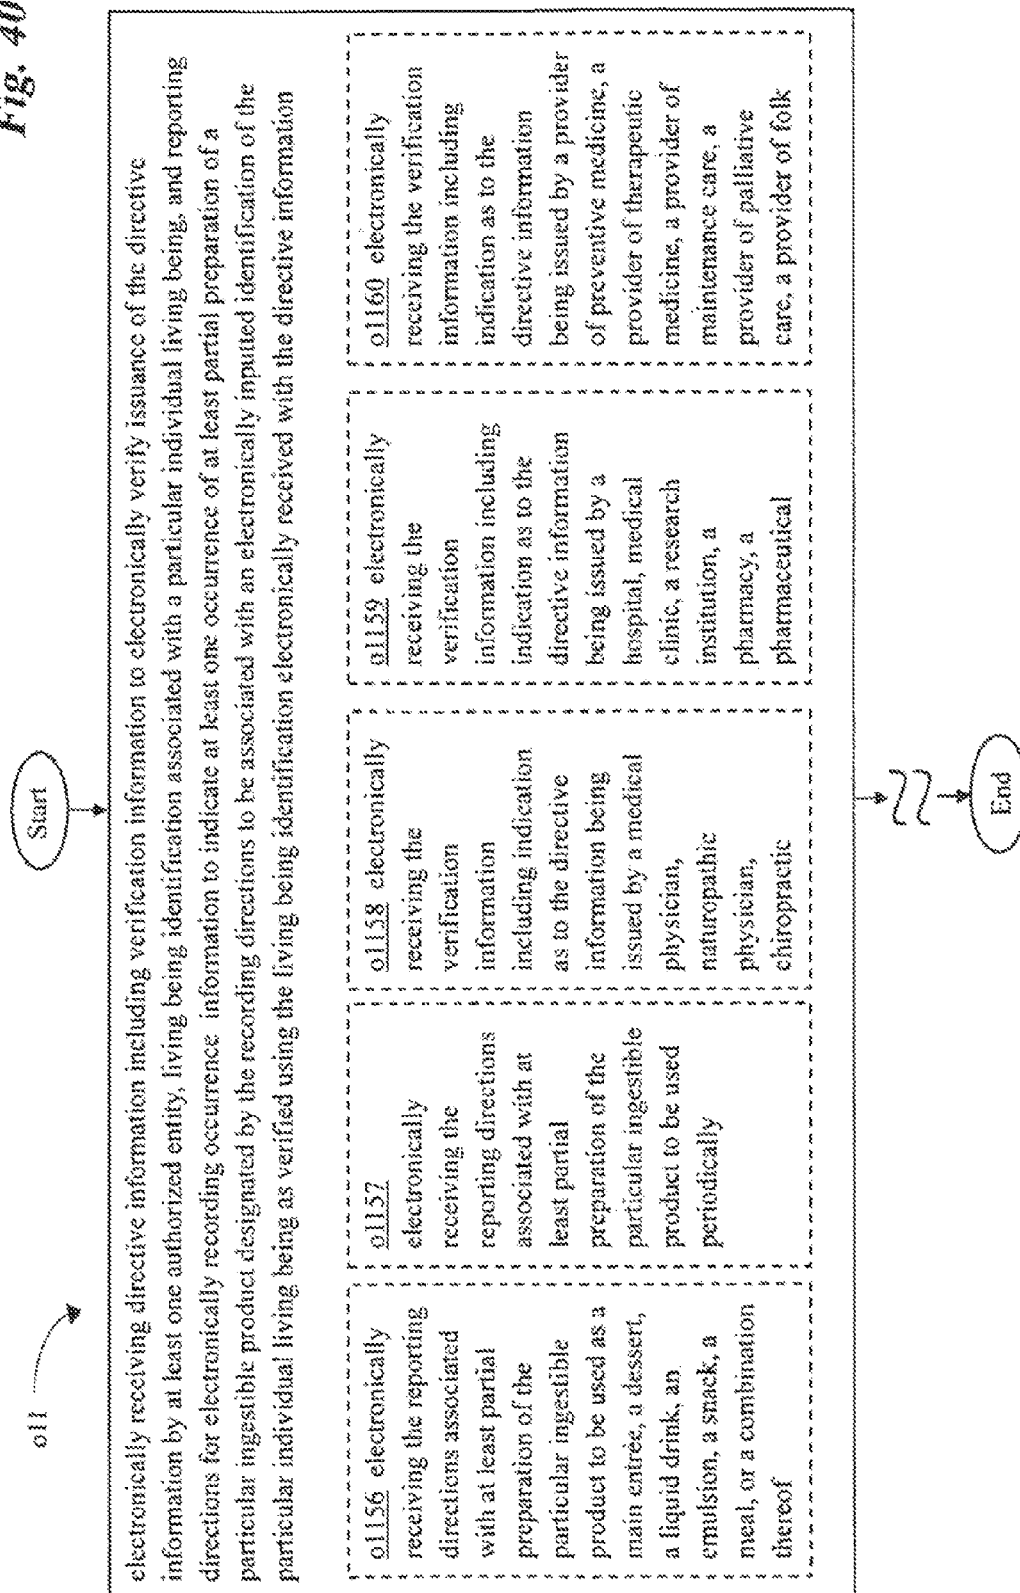 Fig. 40
Start
o11
electronically receiving directive information including verification information to electronically verify issuance of the directive
information by at least one authorized entity, living being identification associated with a particular individual living being, and reporting
directions for electronically recording occurrence information to indicate at least one occurrence of at least partial preparation of a
particular ingestible product designated by the recording directions to be associated with an electronically inputted identification of the
particular individual living being as verified using the living being identification electronically received with the directive information
o1156 electronically
receiving the reporting
directions associated
with at least partial
preparation of the
particular ingestible
product to be used as a
main entrée, a dessert,
a liquid drink, an
emulsion, a snack, a
meal, or a combination
thereof
o1157
electronically
receiving the
reporting directions
associated with at
least partial
preparation of the
particular ingestible
product to be used
periodically
o1158 electronically
receiving the
verification
information
including indication
as to the directive
information being
issued by a medical
physician,
naturopathic
physician,
chiropractic
o1159 electronically
receiving the
verification
information including
indication as to the
directive information
being issued by a
hospital, medical
clinic, a research
institution, a
pharmacy, a
pharmaceutical
o1160 electronically
receiving the verification
information including
indication as to the
directive information
being issued by a provider
of preventive medicine, a
provider of therapeutic
medicine, a provider of
maintenance care, a
provider of palliative
care, a provider of folk
End